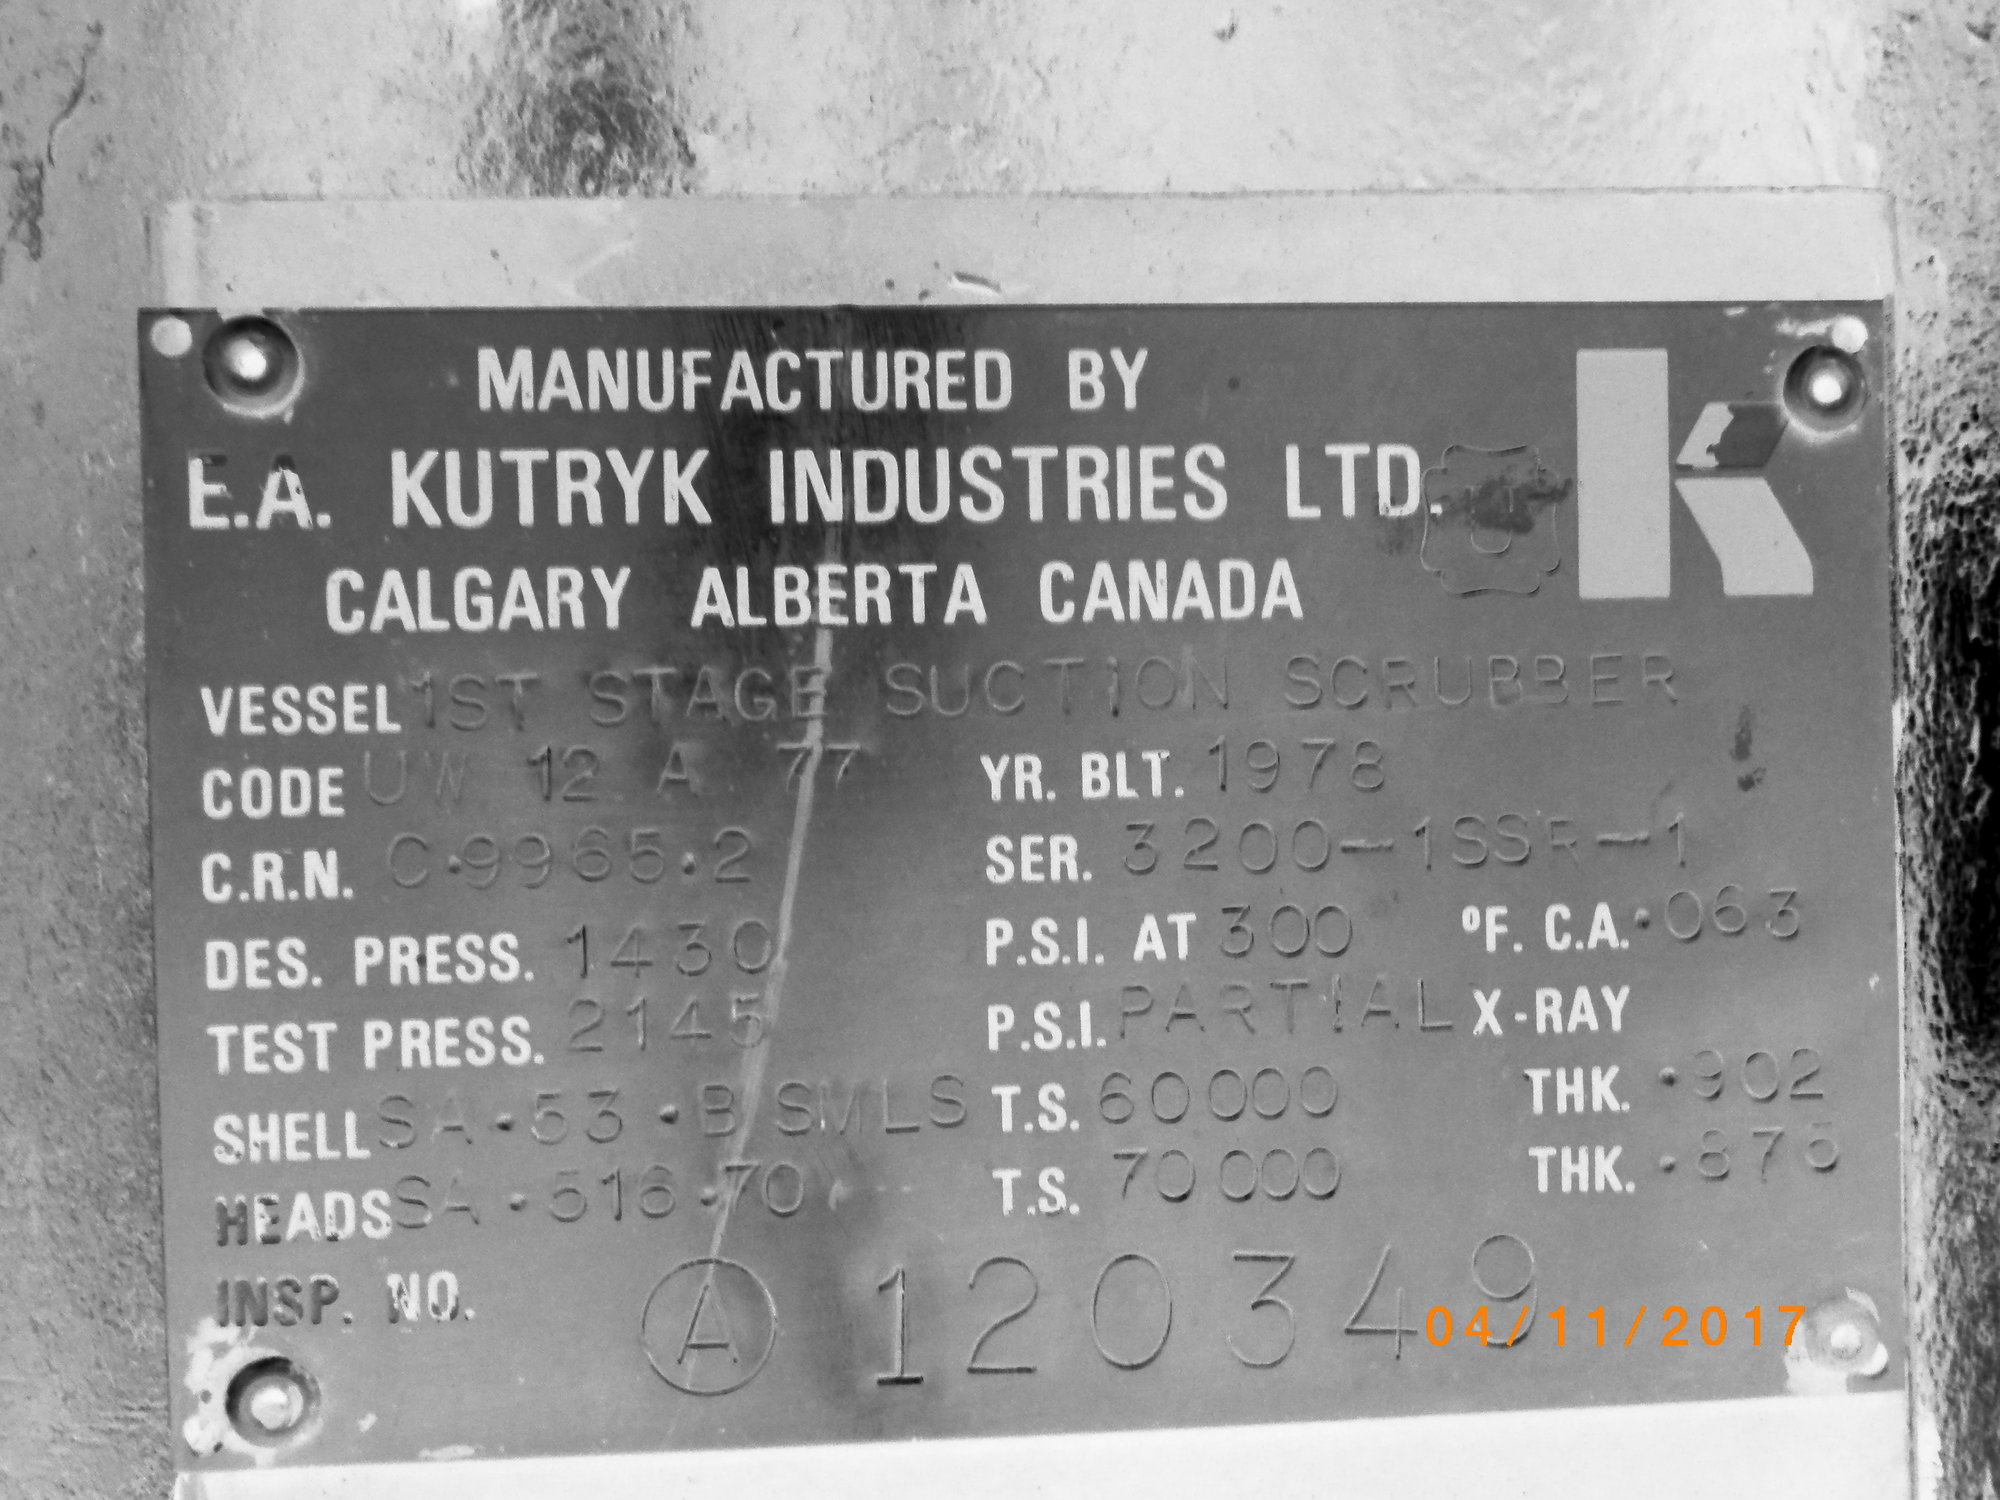 MANUFACTURED BY
E.A. KUTRYK INDUSTRIES LTD.
CALGARY ALBERTA CANADA
VESSEL 1ST STAGE SUCTION SCRUBBER
CODE UW 12 A 77 YR. BLT. 1978
C.R.N. C.9965.2 SER. 3200-1SSR-1
DES. PRESS. 1430 P.S.I. AT 300 °F. C.A. .063
TEST PRESS. 2145 P.S.I. PARTIAL X-RAY
SHELL SA.53.B SMLS T.S. 60000 THK. .902
HEADS SA.516.70 T.S. 70000 THK. .875
INSP. NO. A 120349
04/11/2017